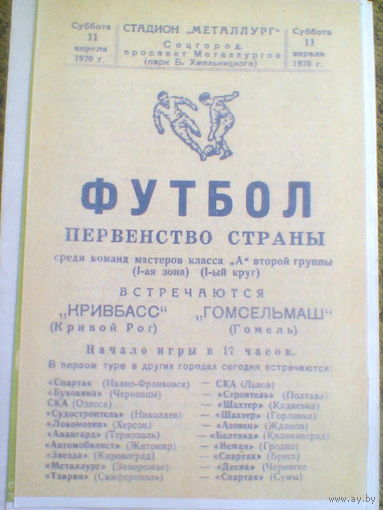 Суббота
11
апреля
1970 г.
СТАДИОН „МЕТАЛЛУРГ“
Соцгород,
проспект Металлургов
(парк Б. Хмельницкого)
Суббота
11
апреля
1970 г.
ФУТБОЛ
ПЕРВЕНСТВО СТРАНЫ
среди команд мастеров класса „А“ второй группы
(I-ая зона) (I-ый круг)
ВСТРЕЧАЮТСЯ
„КРИВБАСС“ „ГОМСЕЛЬМАШ“
(Кривой Рог) (Гомель)
Начало игры в 17 часов.
В первом туре в других городах сегодня встречаются:
«Спартак» (Ивано-Франковск) — СКА (Львов)
«Буковина» (Черновцы) — «Строитель» (Полтава)
СКА (Одесса) — «Шахтер» (Кадиевка)
«Судостроитель» (Николаев) — «Шахтер» (Горловка)
«Локомотив» (Херсон) — «Азовец» (Жданов)
«Авангард» (Тернополь) — «Балтика» (Калининград)
«Автомобилист» (Житомир) — «Неман» (Гродно)
«Звезда» (Кировоград) — «Спартак» (Брест)
«Металлург» (Запорожье) — «Десна» (Чернигов
«Таврия» (Симферополь) — «Спартак» (Сумы)
www.ay.by